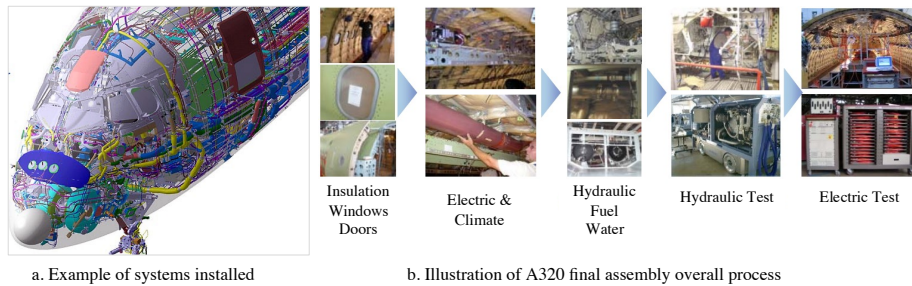 Insulation
Windows
Doors
Electric &
Climate
Hydraulic
Fuel
Water
Hydraulic Test
Electric Test
a. Example of systems installed
b. Illustration of A320 final assembly overall process